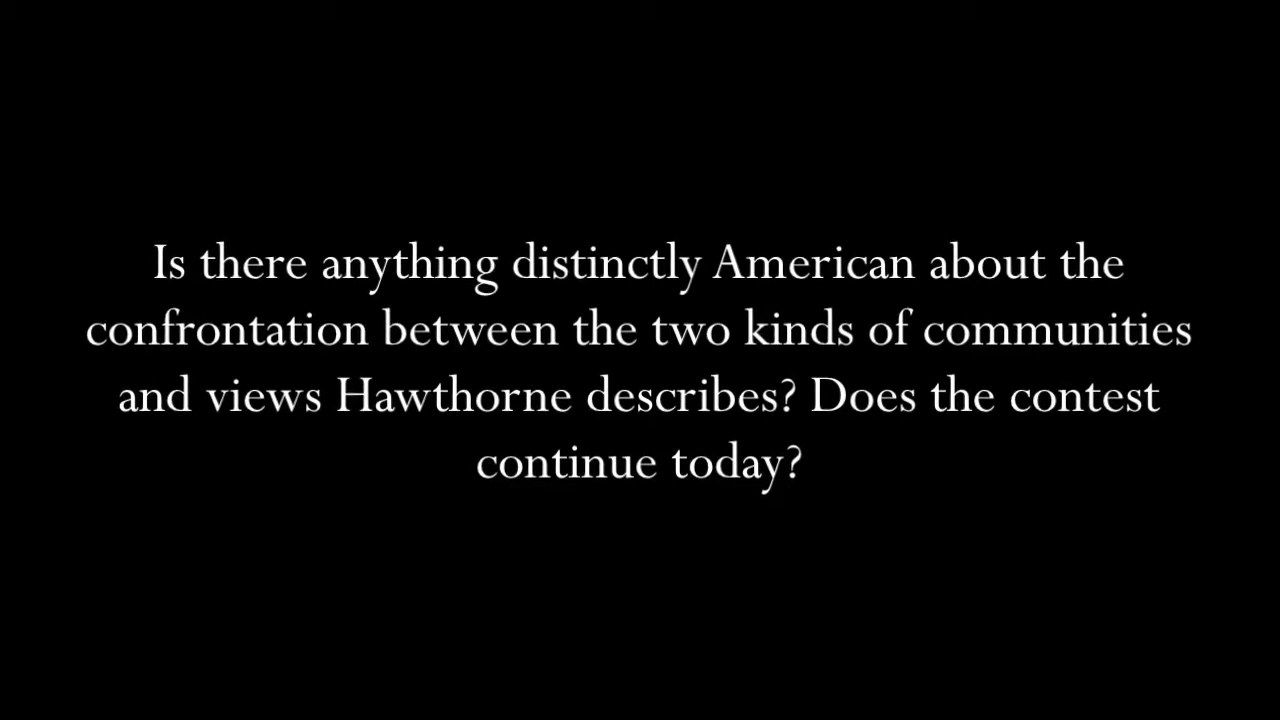 Is there anything distinctly American about the
confrontation between the two kinds of communities
and views Hawthorne describes? Does the contest
continue today?